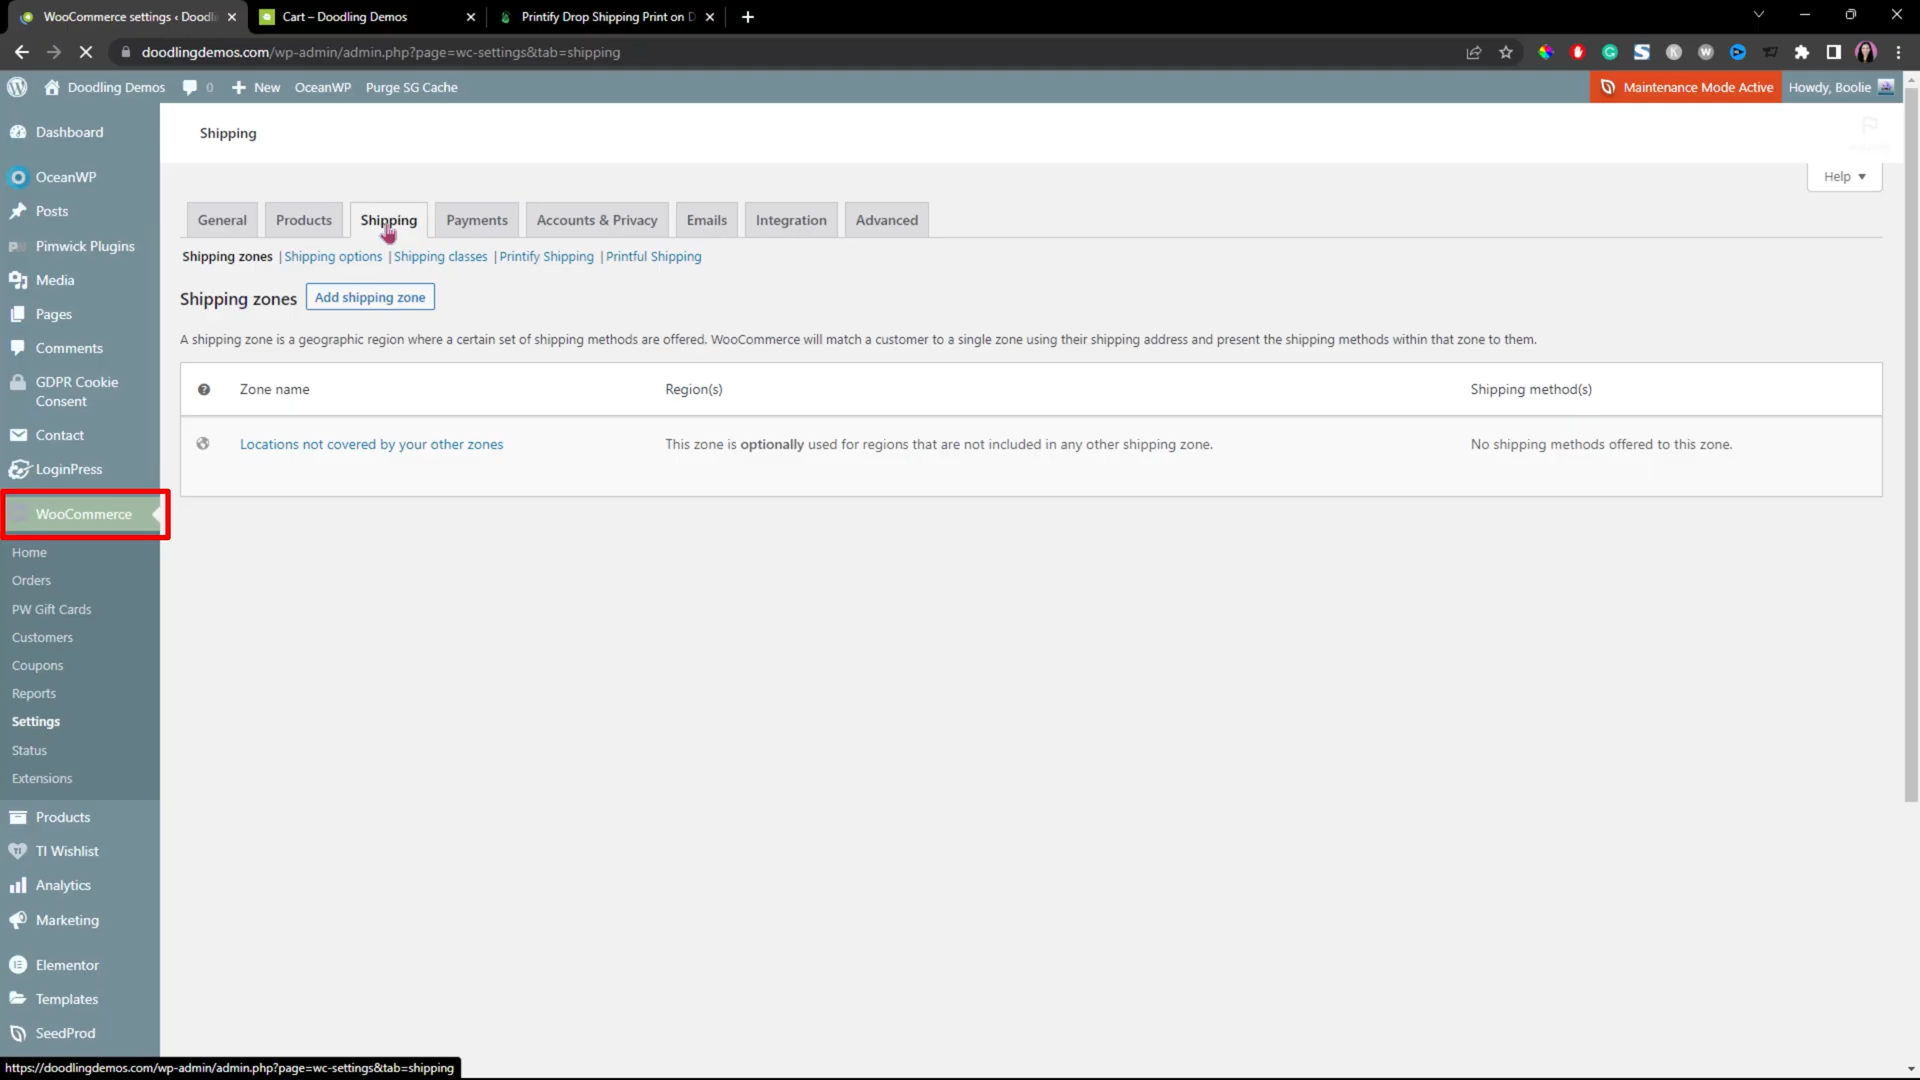 WooCommerce settings ‹ Doodli
Cart – Doodling Demos
Printify Drop Shipping Print on D
doodlingdemos.com/wp-admin/admin.php?page=wc-settings&tab=shipping
Doodling Demos
0
New
OceanWP
Purge SG Cache
Maintenance Mode Active
Howdy, Boolie
Dashboard
OceanWP
Posts
Pimwick Plugins
Media
Pages
Comments
GDPR Cookie
Consent
Contact
LoginPress
WooCommerce
Home
Orders
PW Gift Cards
Customers
Coupons
Reports
Settings
Status
Extensions
Products
TI Wishlist
Analytics
Marketing
Elementor
Templates
SeedProd
Shipping
Help
General
Products
Shipping
Payments
Accounts & Privacy
Emails
Integration
Advanced
Shipping zones | Shipping options | Shipping classes | Printify Shipping | Printful Shipping
Shipping zones
Add shipping zone
A shipping zone is a geographic region where a certain set of shipping methods are offered. WooCommerce will match a customer to a single zone using their shipping address and present the shipping methods within that zone to them.
Zone name
Region(s)
Shipping method(s)
Locations not covered by your other zones
This zone is optionally used for regions that are not included in any other shipping zone.
No shipping methods offered to this zone.
https://doodlingdemos.com/wp-admin/admin.php?page=wc-settings&tab=shipping